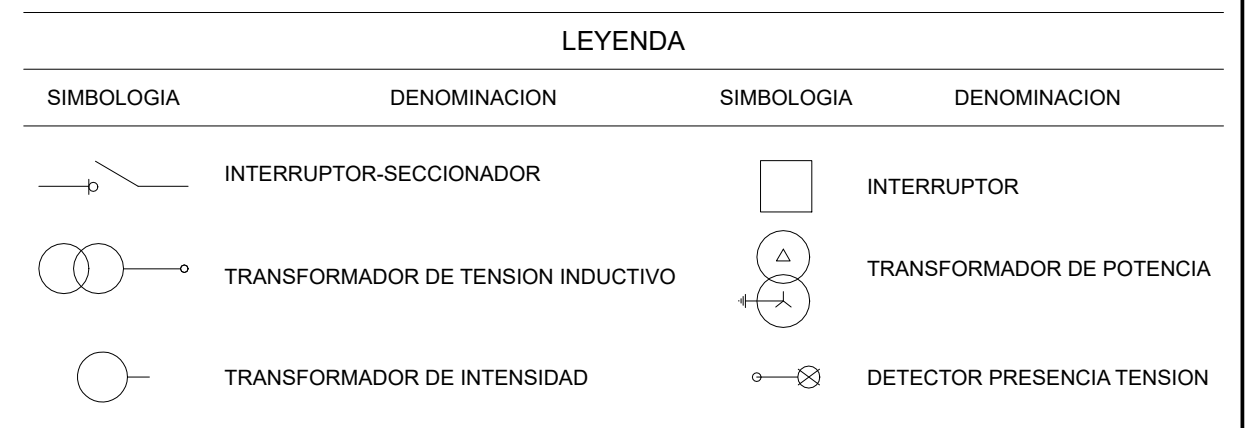 LEYENDA
SIMBOLOGIA DENOMINACION SIMBOLOGIA DENOMINACION
INTERRUPTOR-SECCIONADOR
INTERRUPTOR
TRANSFORMADOR DE TENSION INDUCTIVO
TRANSFORMADOR DE POTENCIA
TRANSFORMADOR DE INTENSIDAD
DETECTOR PRESENCIA TENSION